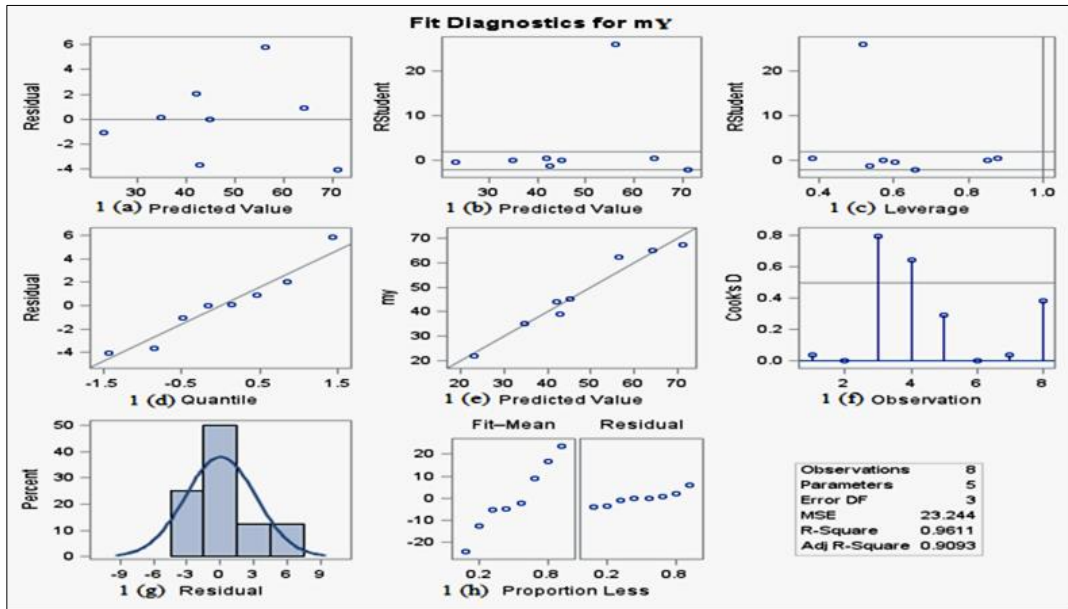 Fit Diagnostics for mY
Residual
6
4
2
0
-2
-4
30 40 50 60 70
1 (a) Predicted Value
RStudent
20
10
0
30 40 50 60 70
1 (b) Predicted Value
RStudent
20
10
0
0.4 0.6 0.8 1.0
1 (c) Leverage
Residual
6
4
2
0
-2
-4
-1.5 -0.5 0.5 1.5
1 (d) Quantile
my
70
60
50
40
30
20
20 30 40 50 60 70
1 (e) Predicted Value
Cook's D
0.8
0.6
0.4
0.2
0.0
2 4 6 8
1 (f) Observation
Percent
50
40
30
20
10
0
-9 -6 -3 0 3 6 9
1 (g) Residual
Fit–Mean Residual
20
10
0
-10
-20
0.2 0.8 0.2 0.8
1 (h) Proportion Less
Observations 8
Parameters 5
Error DF 3
MSE 23.244
R-Square 0.9611
Adj R-Square 0.9093